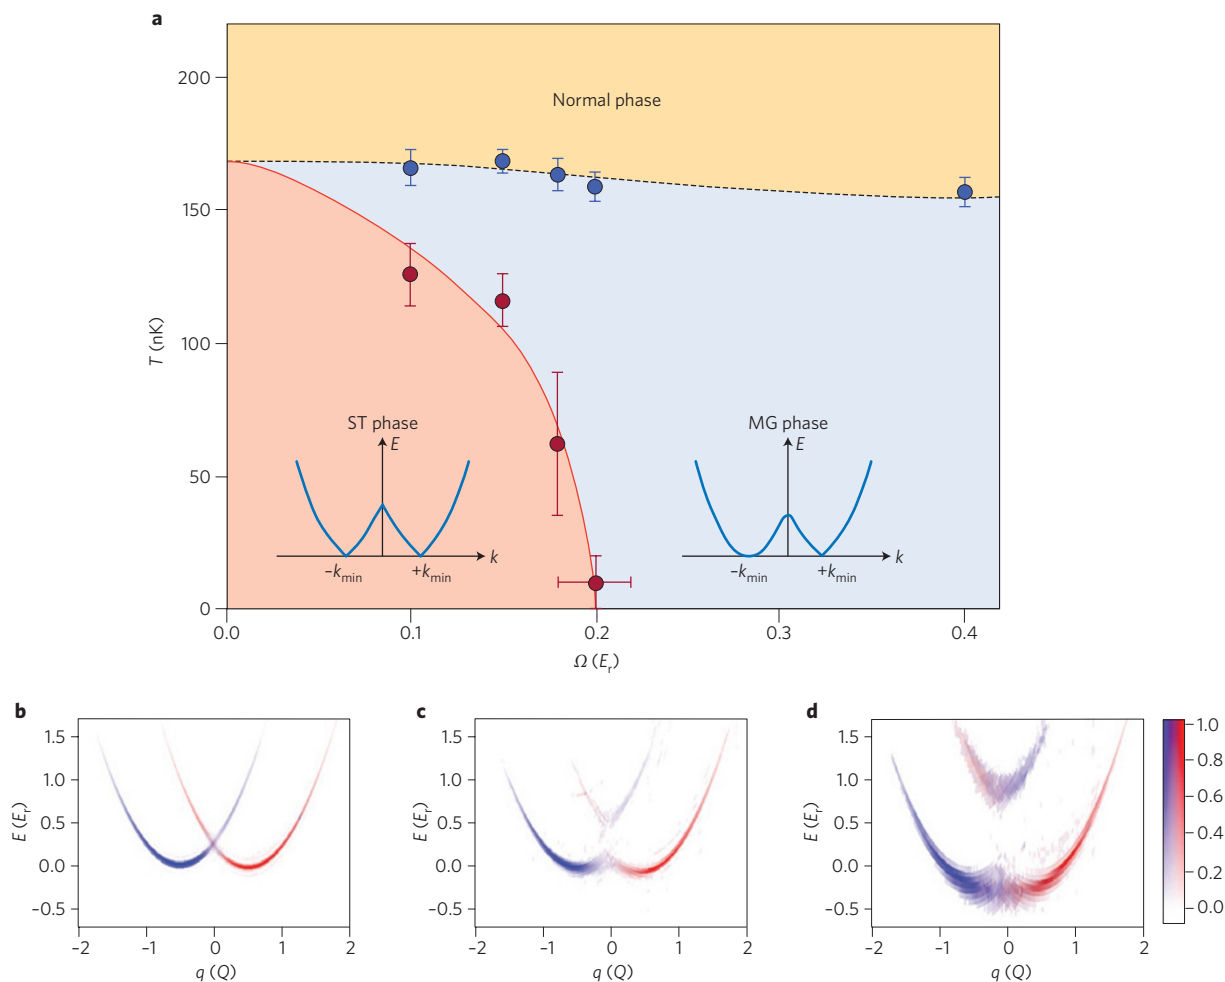 a
200
150
100
50
0
T (nK)
Normal phase
ST phase
E
k
−kmin
+kmin
MG phase
E
k
−kmin
+kmin
0.0
0.1
0.2
0.3
0.4
Ω (Er)
b
1.5
1.0
0.5
0.0
−0.5
E (Er)
−2
−1
0
1
2
q (Q)
c
1.5
1.0
0.5
0.0
−0.5
E (Er)
−2
−1
0
1
2
q (Q)
d
1.5
1.0
0.5
0.0
−0.5
E (Er)
−2
−1
0
1
2
q (Q)
1.0
0.8
0.6
0.4
0.2
0.0